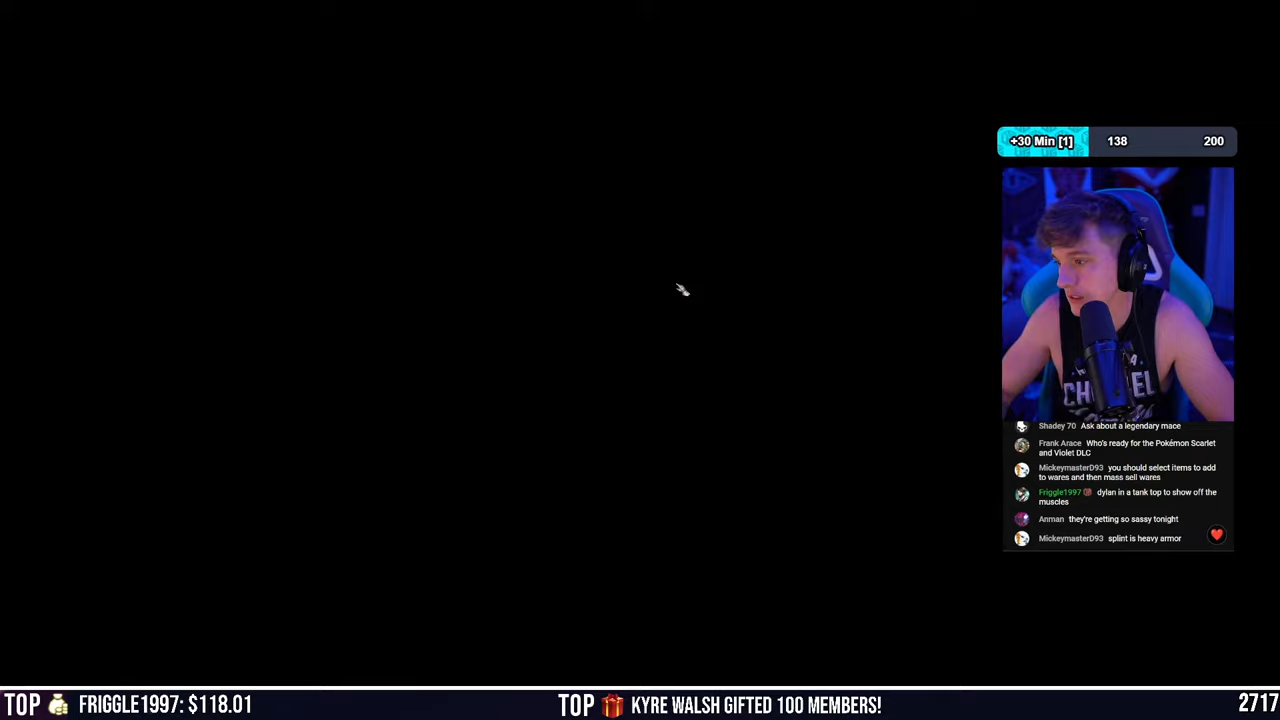 +30 Min [1] 138 200
Shadey 70 Ask about a legendary mace
Frank Arace Who's ready for the Pokémon Scarlet
and Violet DLC
MickeymasterD93 you should select items to add
to wares and then mass sell wares
Friggle1997 dylan in a tank top to show off the
muscles
Anman they're getting so sassy tonight
MickeymasterD93 splint is heavy armor
TOP FRIGGLE1997: $118.01
TOP KYRE WALSH GIFTED 100 MEMBERS!
2717